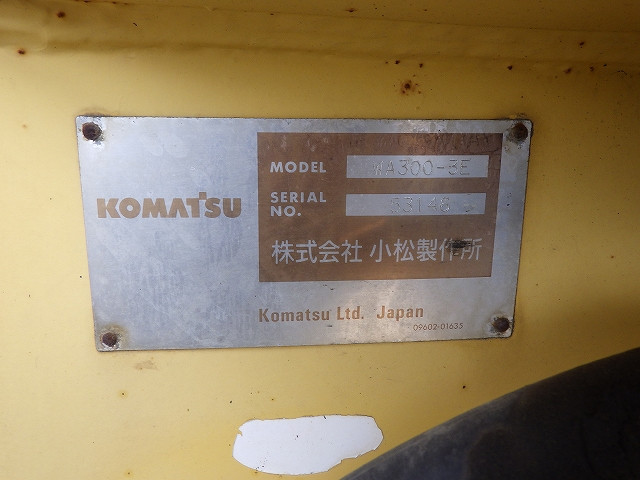 KOMATSU
MODEL WA300-3E
SERIAL
NO.
株式会社 小松製作所
Komatsu Ltd. Japan
09602-01635